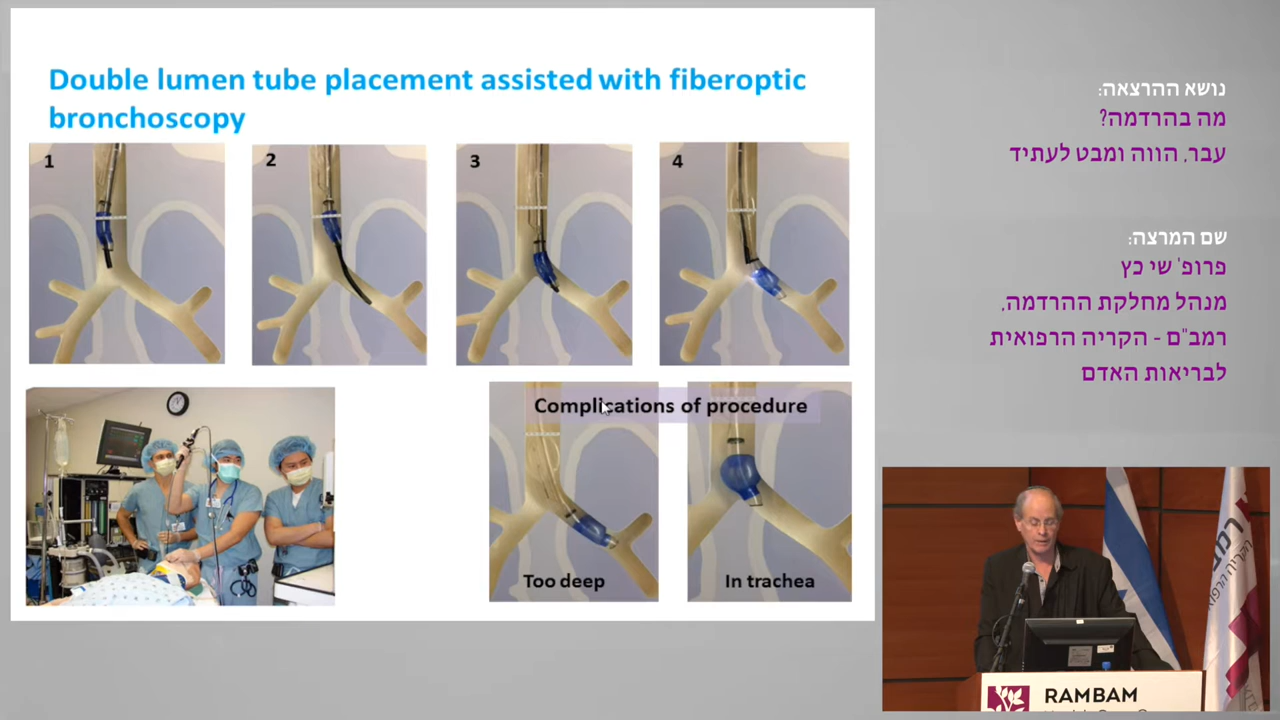 Double lumen tube placement assisted with fiberoptic
bronchoscopy
1
2
3
4
Complications of procedure
Too deep
In trachea
נושא ההרצאה:
מה בהרדמה?
עבר, הווה ומבט לעתיד
שם המרצה:
פרופ' שי כץ
מנהל מחלקת ההרדמה,
רמב"ם - הקריה הרפואית
לבריאות האדם
RAMBAM